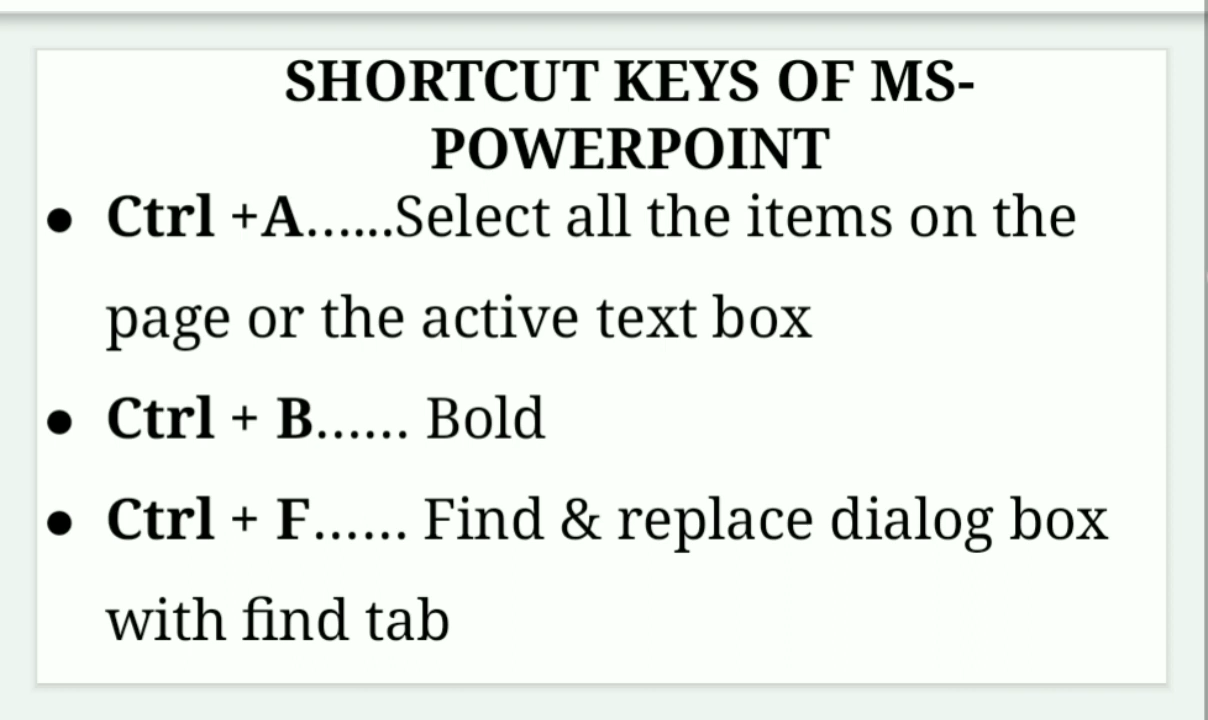 SHORTCUT KEYS OF MS-
POWERPOINT
● Ctrl +A......Select all the items on the
page or the active text box
● Ctrl + B...... Bold
● Ctrl + F...... Find & replace dialog box
with find tab